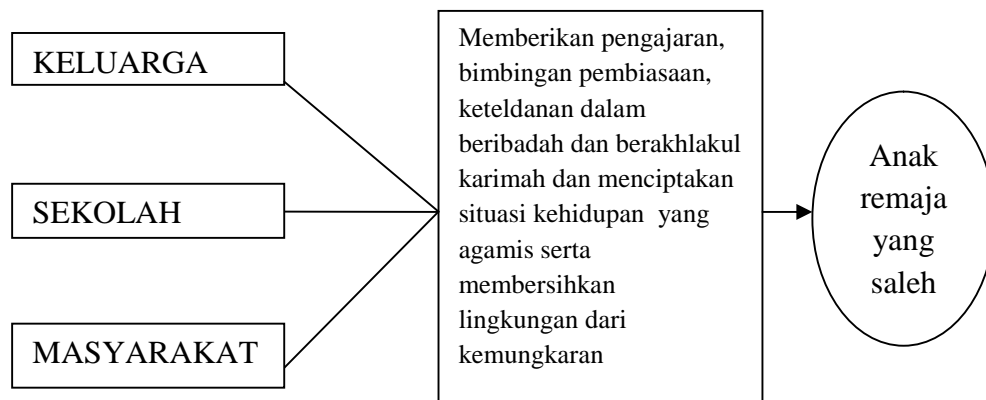 KELUARGA
SEKOLAH
MASYARAKAT
Memberikan pengajaran,
bimbingan pembiasaan,
keteldanan dalam
beribadah dan berakhlakul
karimah dan menciptakan
situasi kehidupan yang
agamis serta
membersihkan
lingkungan dari
kemungkaran
Anak
remaja
yang
saleh